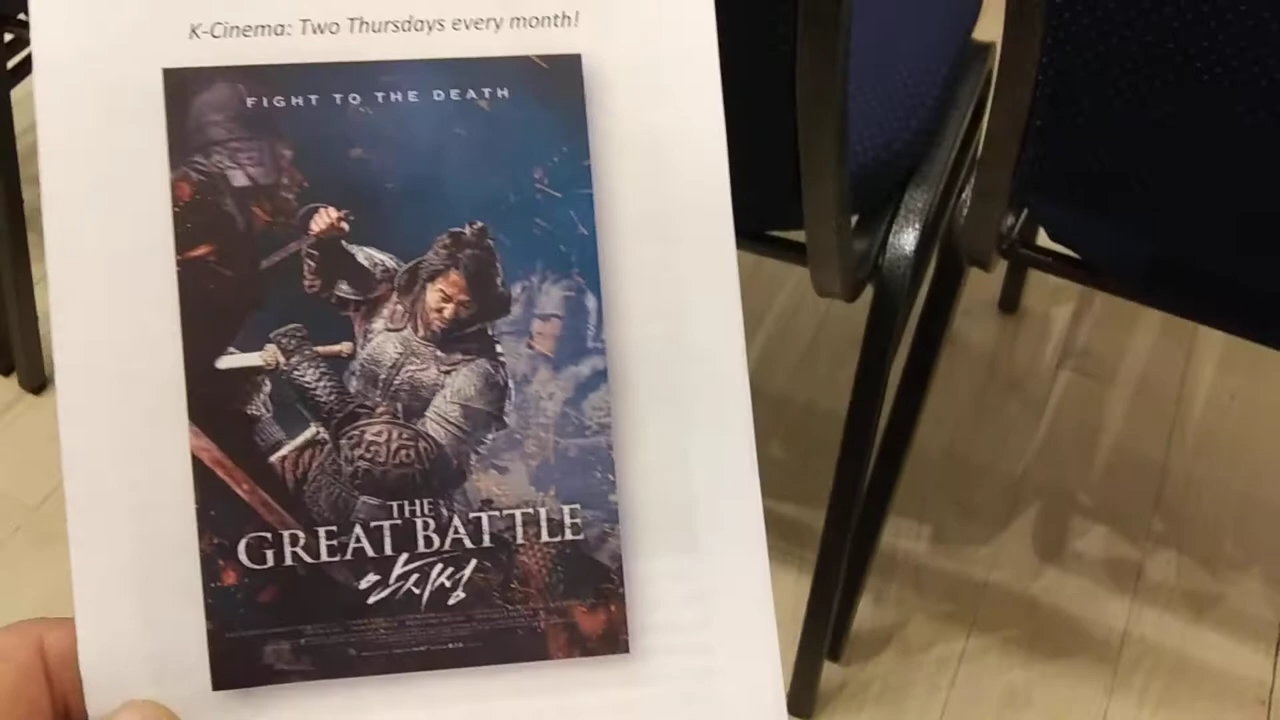 K-Cinema: Two Thursdays every month!
FIGHT TO THE DEATH
THE
GREAT BATTLE
안시성